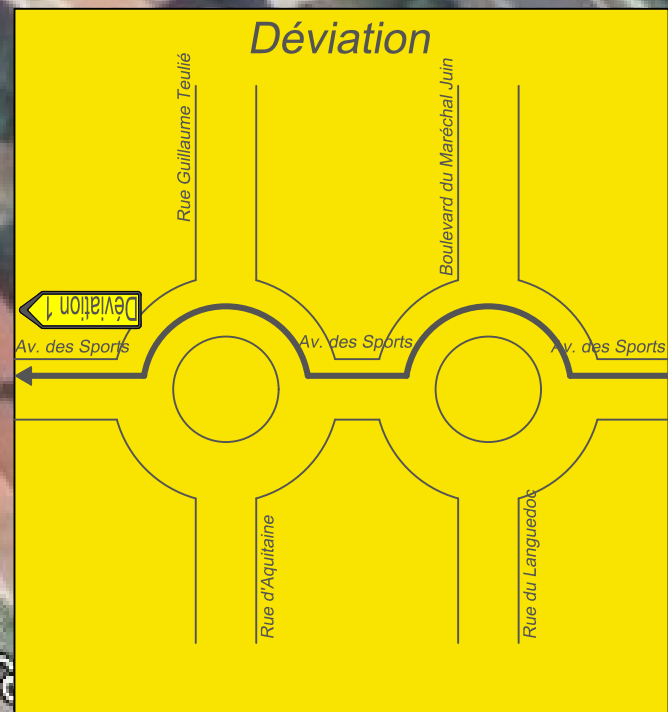 Déviation
Rue Guillaume Teulié
Boulevard du Maréchal Juin
Déviation 1
Av. des Sports
Av. des Sports
Av. des Sports
Rue d'Aquitaine
Rue du Languedoc